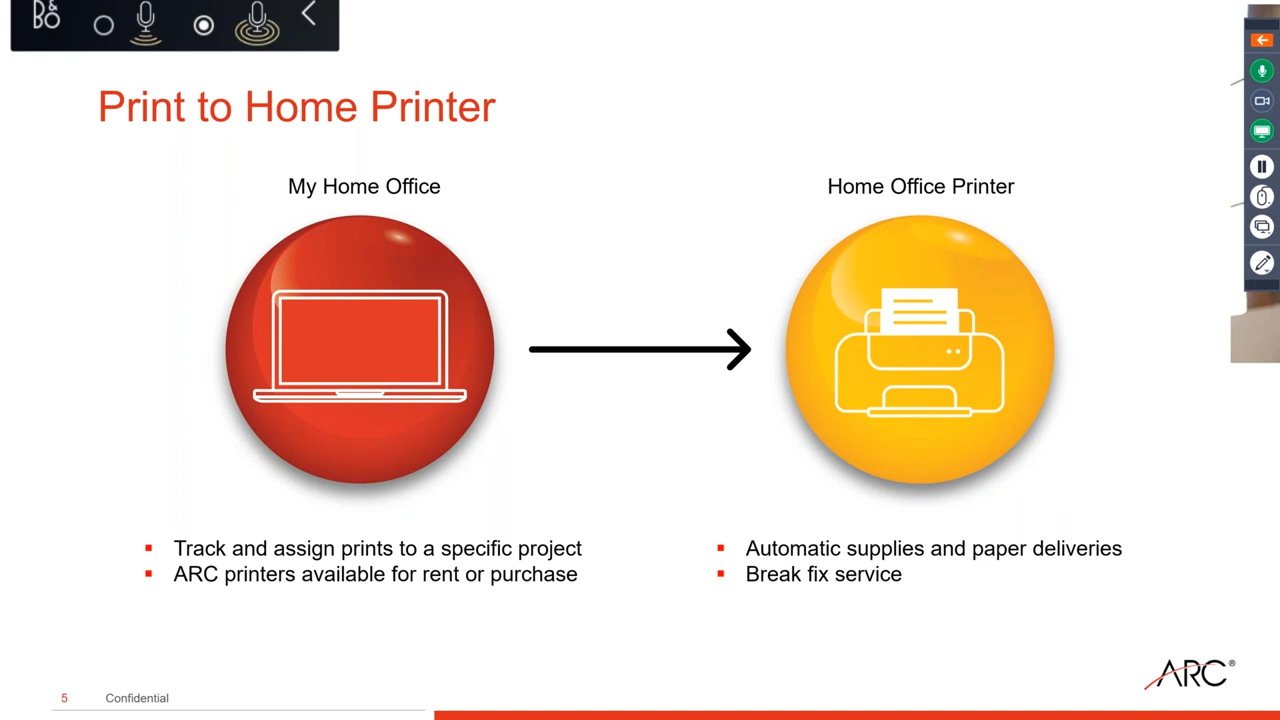 B&O
Print to Home Printer
My Home Office
Home Office Printer
▪ Track and assign prints to a specific project
▪ ARC printers available for rent or purchase
▪ Automatic supplies and paper deliveries
▪ Break fix service
ARC®
5 Confidential